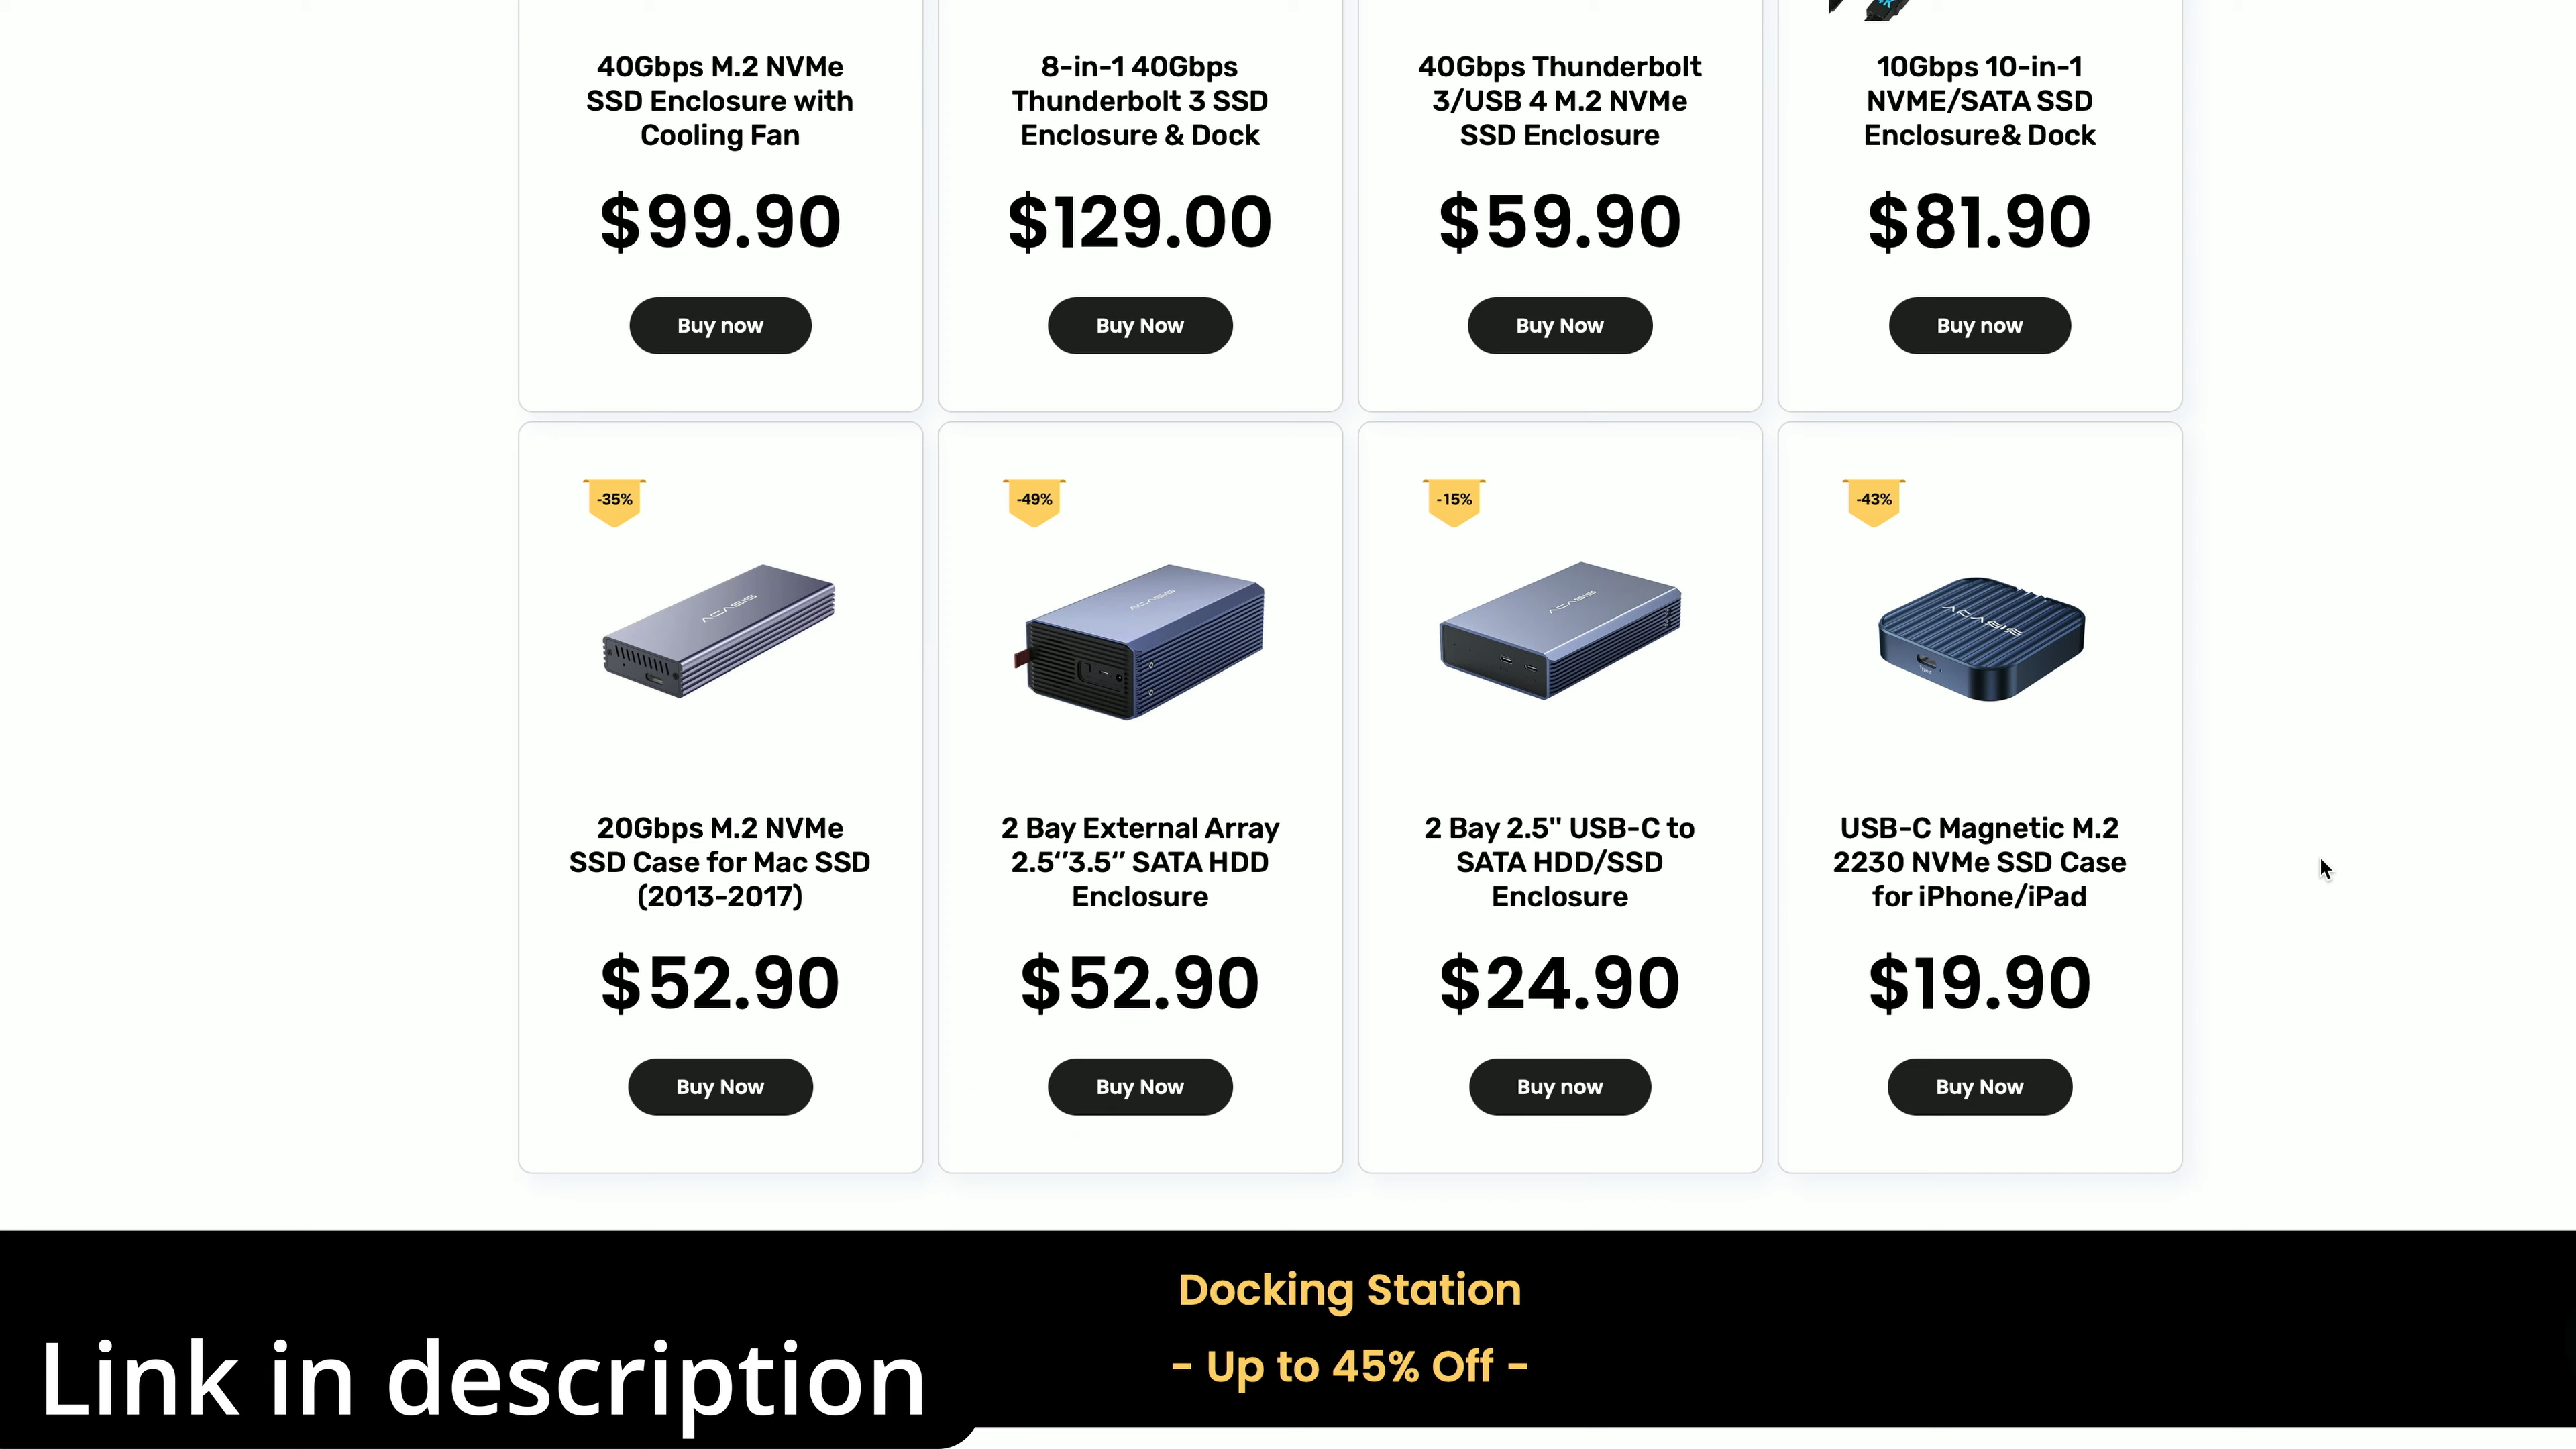 4K
40Gbps M.2 NVMe
SSD Enclosure with
Cooling Fan
$99.90
Buy now
8-in-1 40Gbps
Thunderbolt 3 SSD
Enclosure & Dock
$129.00
Buy Now
40Gbps Thunderbolt
3/USB 4 M.2 NVMe
SSD Enclosure
$59.90
Buy Now
10Gbps 10-in-1
NVME/SATA SSD
Enclosure& Dock
$81.90
Buy now
-35%
ACASIS
20Gbps M.2 NVMe
SSD Case for Mac SSD
(2013-2017)
$52.90
Buy Now
-49%
ACASIS
2 Bay External Array
2.5‘’3.5‘’ SATA HDD
Enclosure
$52.90
Buy Now
-15%
ACASIS
2 Bay 2.5" USB-C to
SATA HDD/SSD
Enclosure
$24.90
Buy now
-43%
ACASIS
Type-C
USB-C Magnetic M.2
2230 NVMe SSD Case
for iPhone/iPad
$19.90
Buy Now
Docking Station
- Up to 45% Off -
Link in description